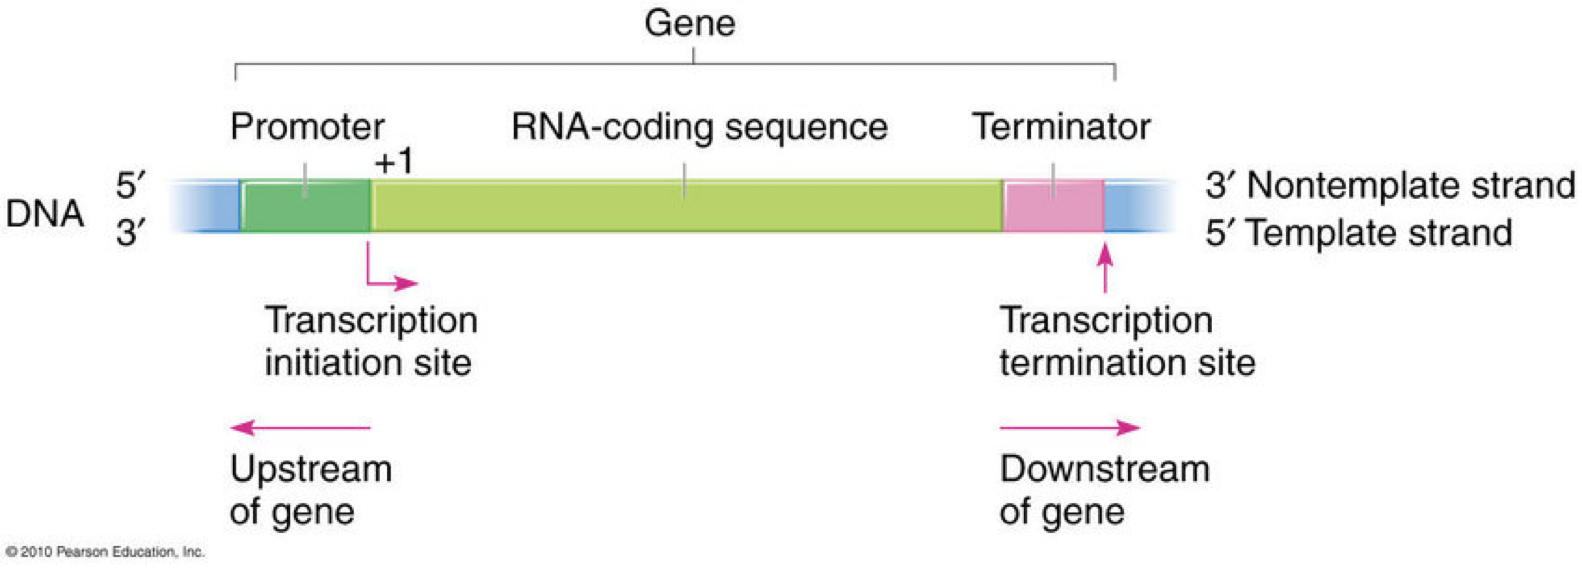 Gene
Promoter
RNA-coding sequence
Terminator
+1
5′
3′ Nontemplate strand
DNA
3′
5′ Template strand
Transcription
initiation site
Transcription
termination site
Upstream
of gene
Downstream
of gene
© 2010 Pearson Education, Inc.